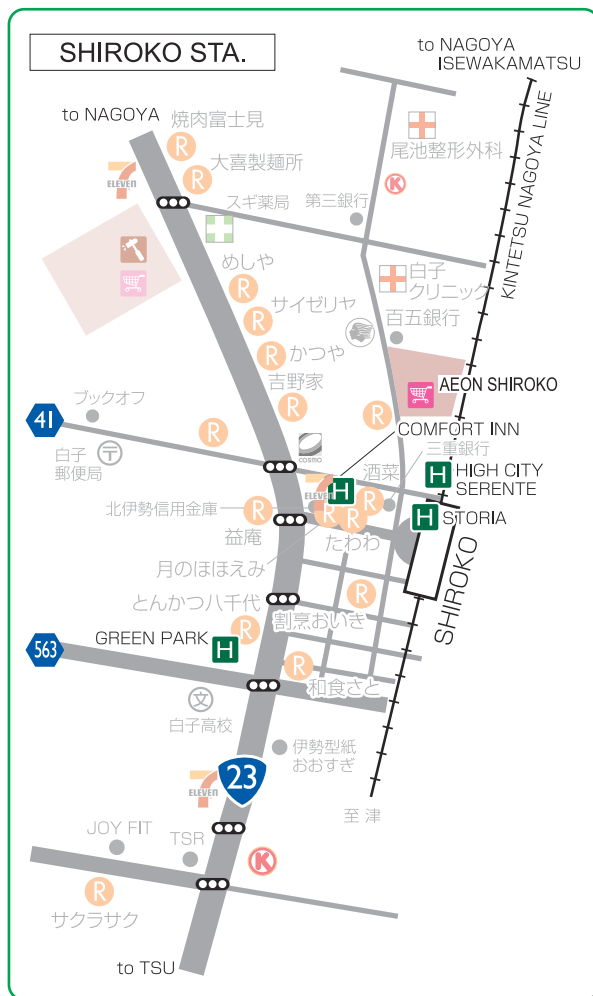 SHIROKO STA.
to NAGOYA
ISEWAKAMATSU
to NAGOYA
焼肉富士見
R
大喜製麺所
R
7
ELEVEN
尾池整形外科
K
KINTETSU NAGOYA LINE
スギ薬局
第三銀行
めしや
R
白子
クリニック
サイゼリヤ
R
百五銀行
かつや
R
吉野家
R
AEON SHIROKO
ブックオフ
41
R
R
COMFORT INN
白子
郵便局
〒
COSMO
酒菜
三重銀行
H
HIGH CITY
SERENTE
7
ELEVEN
H
R
北伊勢信用金庫
R
R
R
H
STORIA
益庵
たわわ
月のほほえみ
SHIROKO
とんかつ八千代
R
割烹おいき
R
563
GREEN PARK
H
R
和食さと
文
白子高校
伊勢型紙
おおすぎ
7
ELEVEN
23
至 津
JOY FIT
TSR
K
R
サクラサク
to TSU